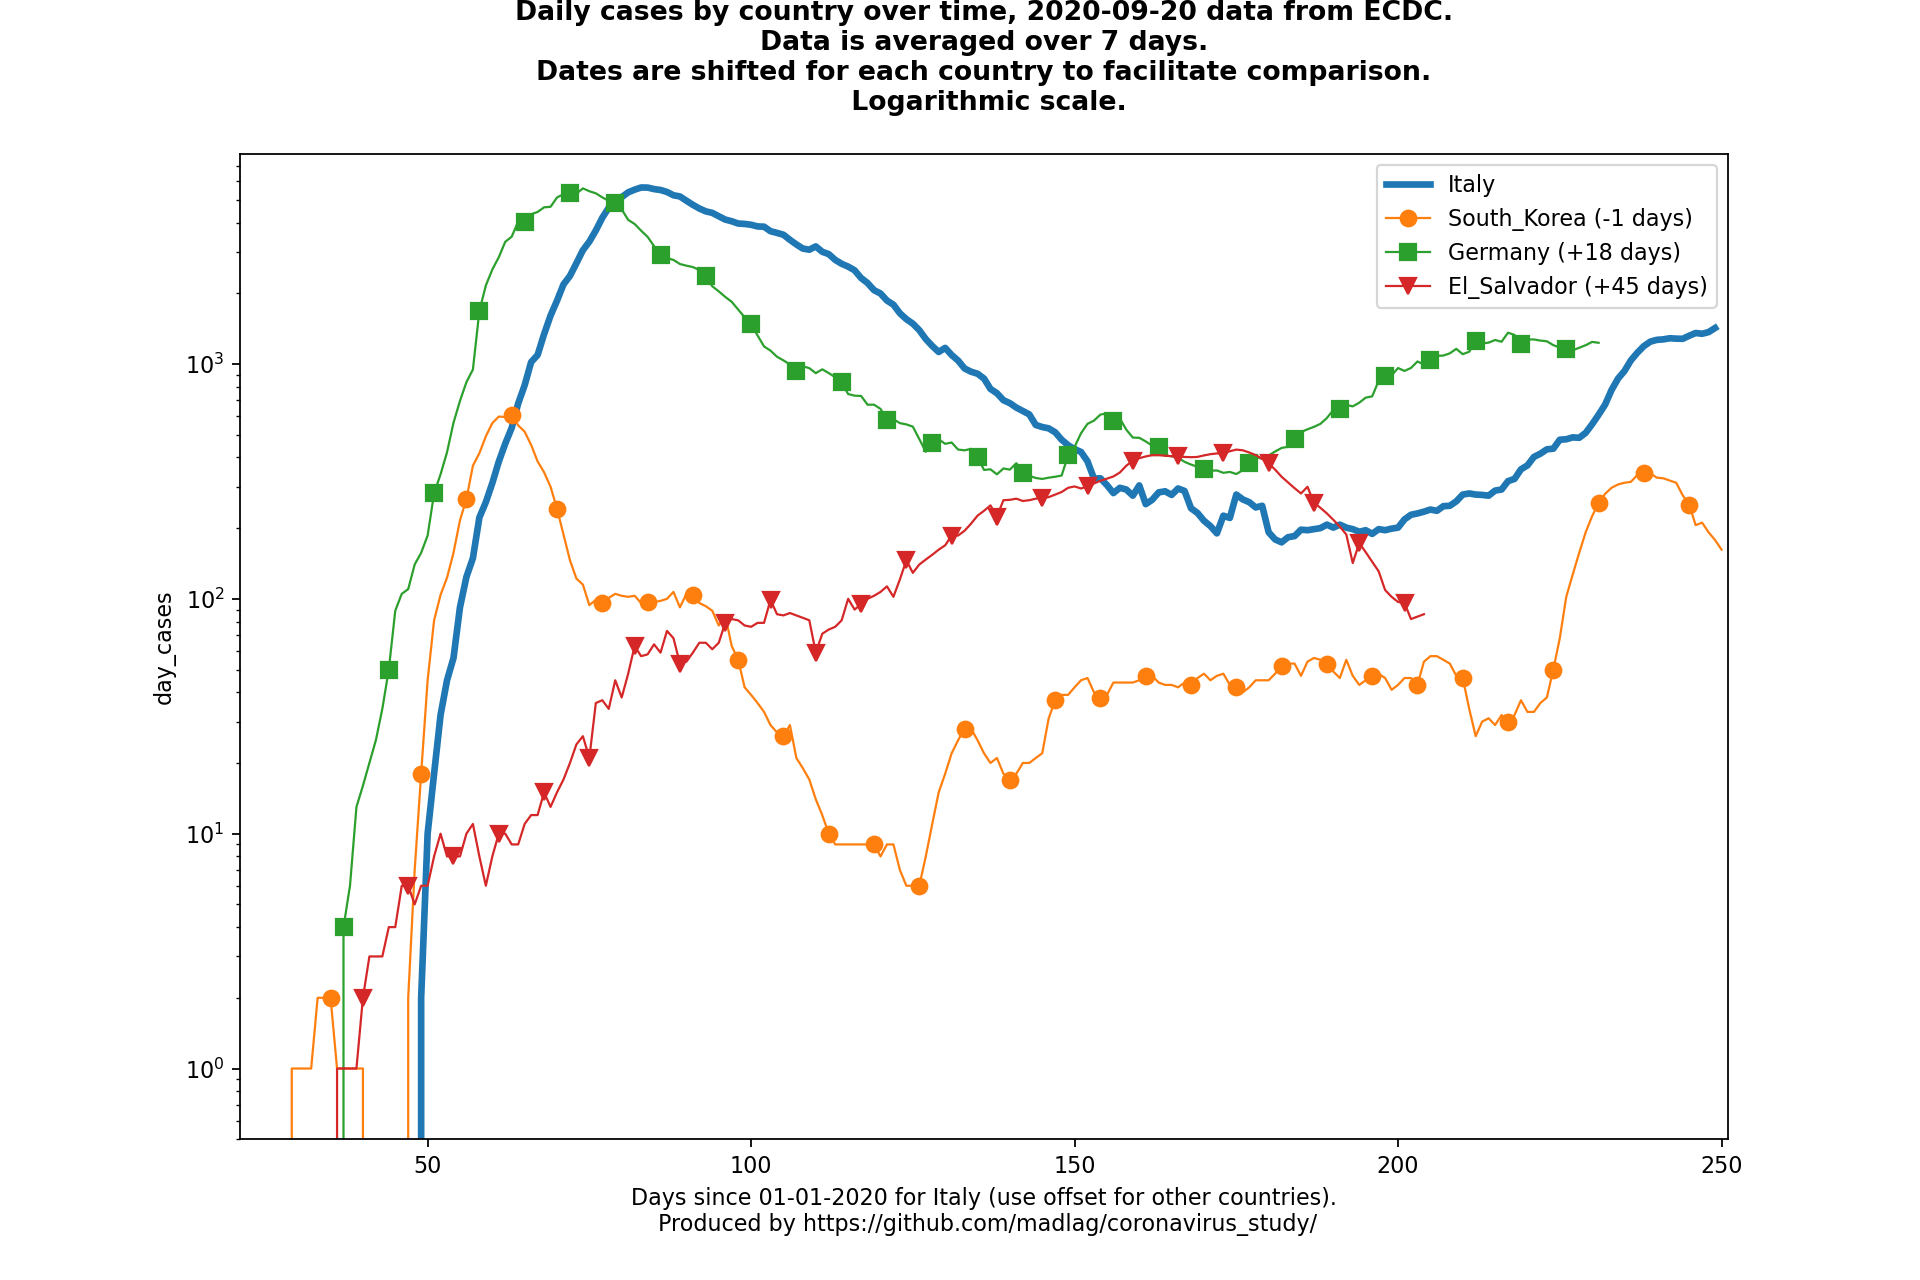 Daily cases by country over time, 2020-09-20 data from ECDC.
Data is averaged over 7 days.
Dates are shifted for each country to facilitate comparison.
Logarithmic scale.
Italy
South_Korea (-1 days)
Germany (+18 days)
El_Salvador (+45 days)
day_cases
10³
10²
10¹
10⁰
50
100
150
200
250
Days since 01-01-2020 for Italy (use offset for other countries).
Produced by https://github.com/madlag/coronavirus_study/